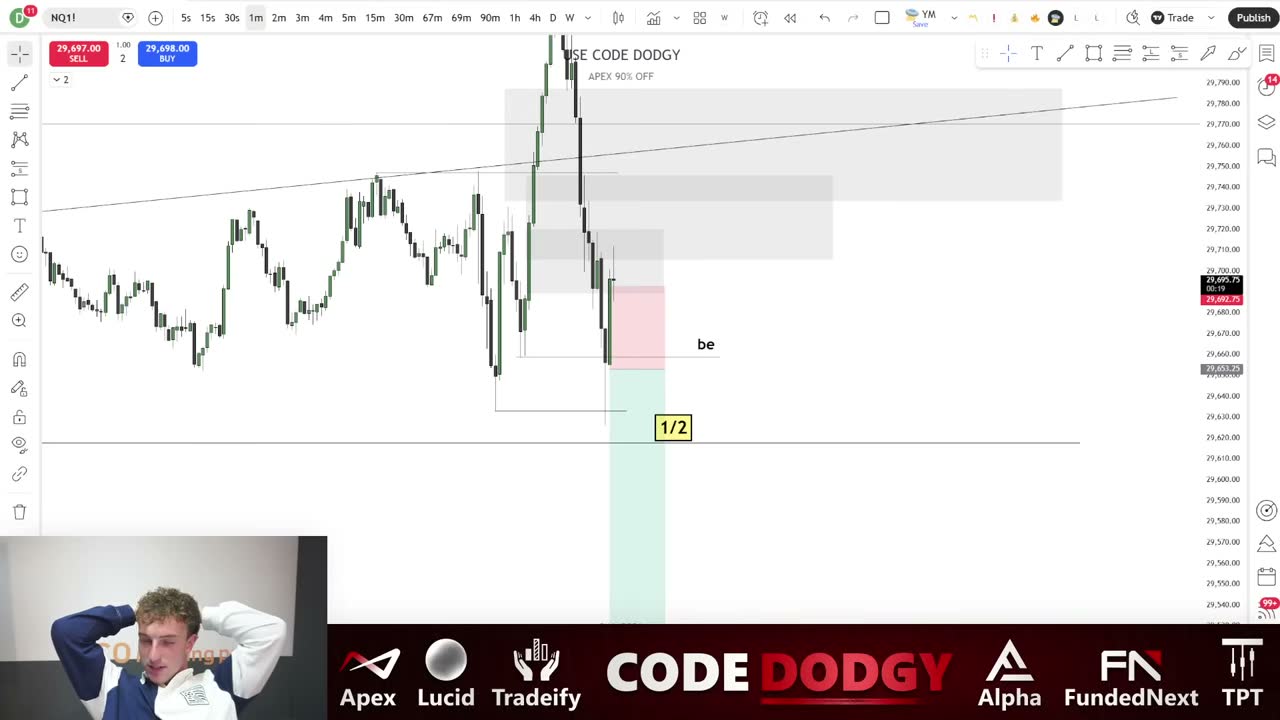 D
11
NQ1!
5s 15s 30s 1m 2m 3m 4m 5m 15m 30m 67m 69m 90m 1h 4h D W
YM
Save
L L
Trade
Publish
29,697.00
SELL
1.00
2
29,698.00
BUY
2
USE CODE DODGY
APEX 90% OFF
14
29,790.00
29,780.00
29,770.00
29,760.00
29,750.00
29,740.00
29,730.00
29,720.00
29,710.00
29,700.00
29,695.75
00:19
29,692.75
29,680.00
29,670.00
29,660.00
29,653.25
29,640.00
29,630.00
29,620.00
29,610.00
29,600.00
29,590.00
29,580.00
29,570.00
29,560.00
29,550.00
29,540.00
be
1/2
99+
CODE DODGY
Apex Lucid Tradeify
Alpha FundedNext TPT